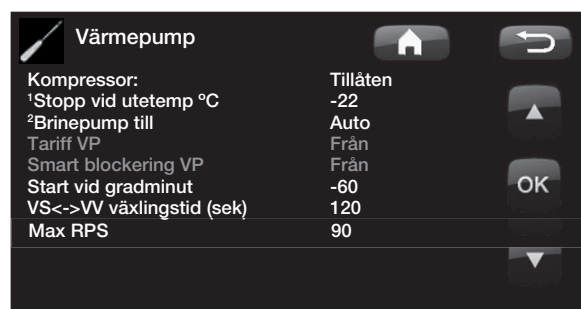 Värmepump
Kompressor: Tillåten
¹Stopp vid utetemp ºC -22
²Brinepump till Auto
Tariff VP Från
Smart blockering VP Från
Start vid gradminut -60
VS<->VV växlingstid (sek) 120
Max RPS 90
OK